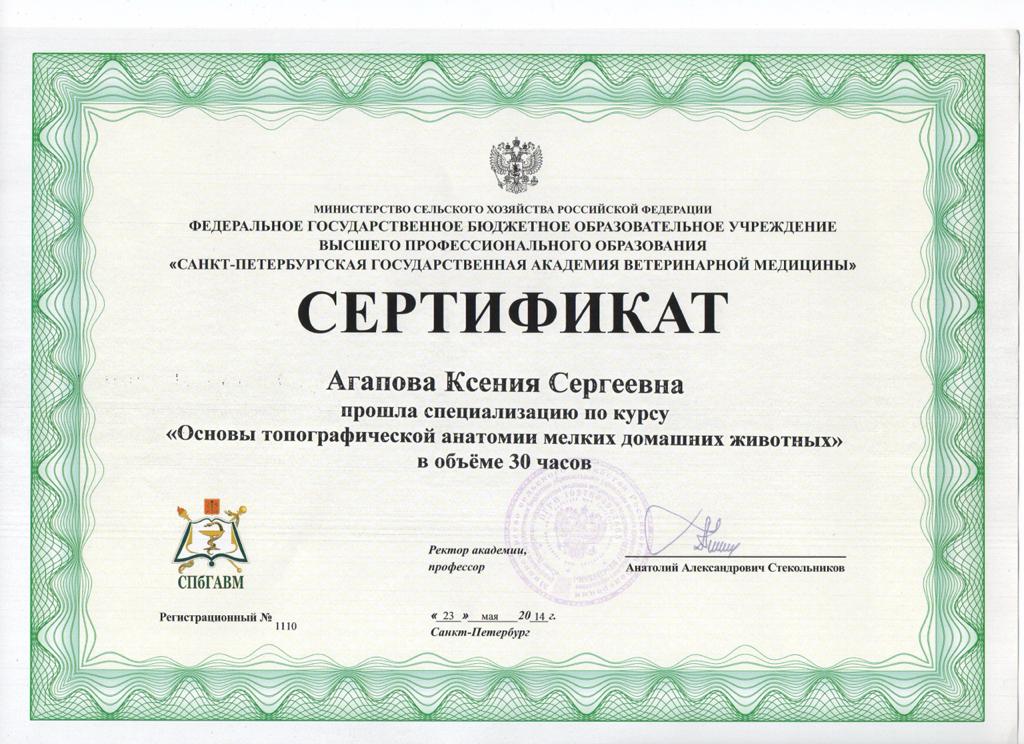 МИНИСТЕРСТВО СЕЛЬСКОГО ХОЗЯЙСТВА РОССИЙСКОЙ ФЕДЕРАЦИИ
ФЕДЕРАЛЬНОЕ ГОСУДАРСТВЕННОЕ БЮДЖЕТНОЕ ОБРАЗОВАТЕЛЬНОЕ УЧРЕЖДЕНИЕ
ВЫСШЕГО ПРОФЕССИОНАЛЬНОГО ОБРАЗОВАНИЯ
«САНКТ-ПЕТЕРБУРГСКАЯ ГОСУДАРСТВЕННАЯ АКАДЕМИЯ ВЕТЕРИНАРНОЙ МЕДИЦИНЫ»
СЕРТИФИКАТ
Агапова Ксения Сергеевна
прошла специализацию по курсу
«Основы топографической анатомии мелких домашних животных»
в объёме 30 часов
СПбГАВМ
Ректор академии,
профессор
Анатолий Александрович Стекольников
Регистрационный № 1110
« 23 » мая 20 14 г.
Санкт-Петербург